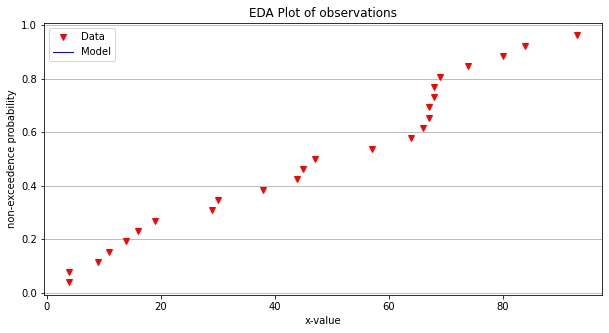 EDA Plot of observations
Data
Model
non-exceedence probability
1.0
0.8
0.6
0.4
0.2
0.0
0
20
40
60
80
x-value